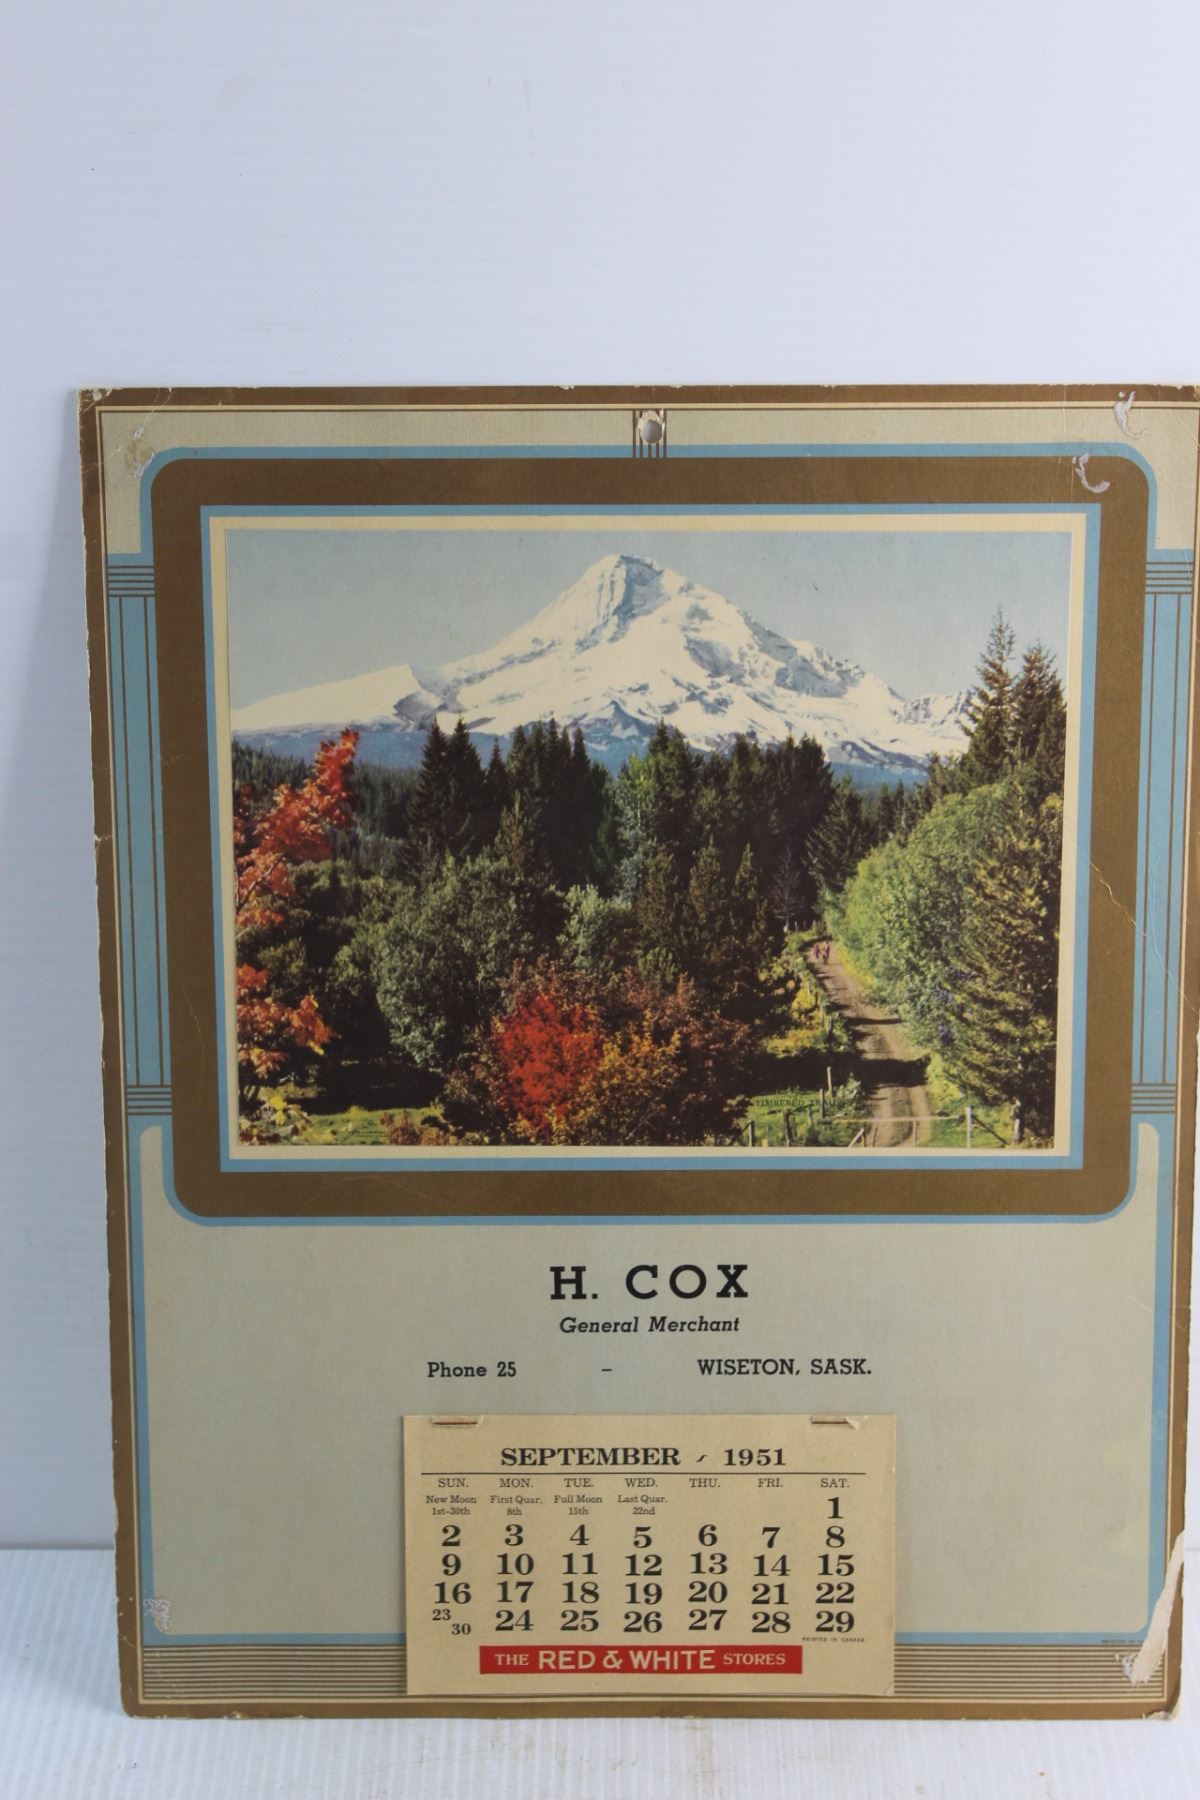 TIMBERED TRAIL
H. COX
General Merchant
Phone 25 - WISETON, SASK.
SEPTEMBER - 1951
SUN. MON. TUE. WED. THU. FRI. SAT.
New Moon First Quar. Full Moon Last Quar.
1st-30th 8th 15th 22nd
1
2 3 4 5 6 7 8
9 10 11 12 13 14 15
16 17 18 19 20 21 22
23 30 24 25 26 27 28 29
PRINTED IN CANADA
THE RED & WHITE STORES